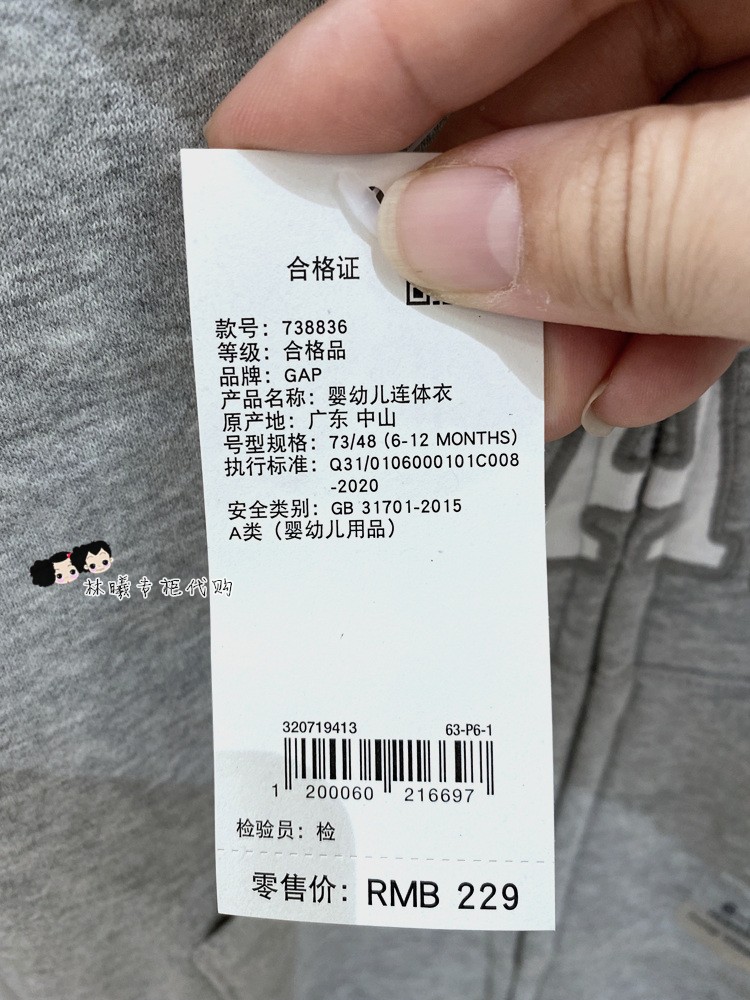 合格证
款号：738836
等级：合格品
品牌：GAP
产品名称：婴幼儿连体衣
原产地：广东 中山
号型规格：73/48 (6-12 MONTHS)
执行标准：Q31/0106000101C008
-2020
安全类别：GB 31701-2015
A类（婴幼儿用品）
林曦专柜代购
320719413 63-P6-1
1 200060 216697
检验员：检
零售价：RMB 229